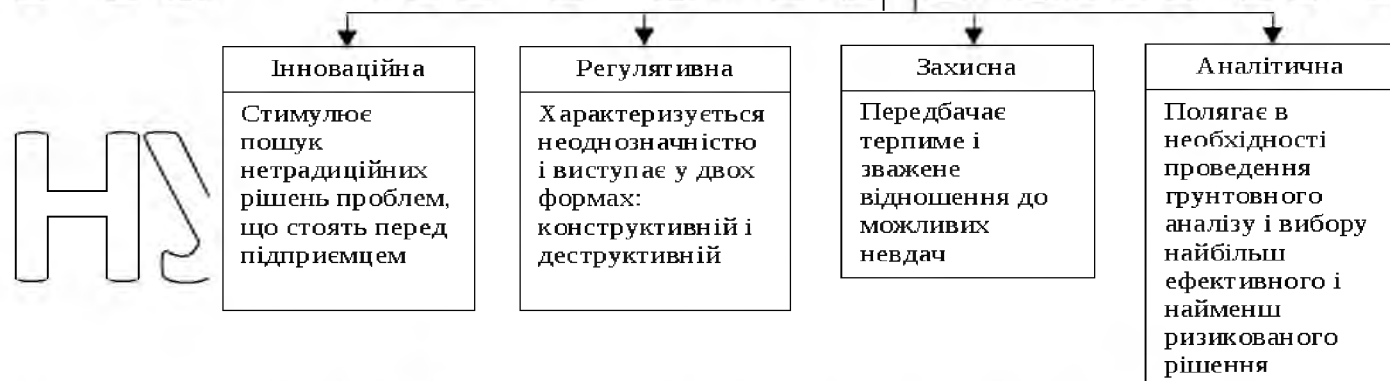 Інноваційна
Стимулює
пошук
нетрадиційних
рішень проблем,
що стоять перед
підприємцем
Регулятивна
Характеризується
неоднозначністю
і виступає у двох
формах:
конструктивній і
деструктивній
Захисна
Передбачає
терпиме і
зважене
відношення до
можливих
невдач
Аналітична
Полягає в
необхідності
проведення
грунтовного
аналізу і вибору
найбільш
ефективного і
найменш
ризикованого
рішення
НУ